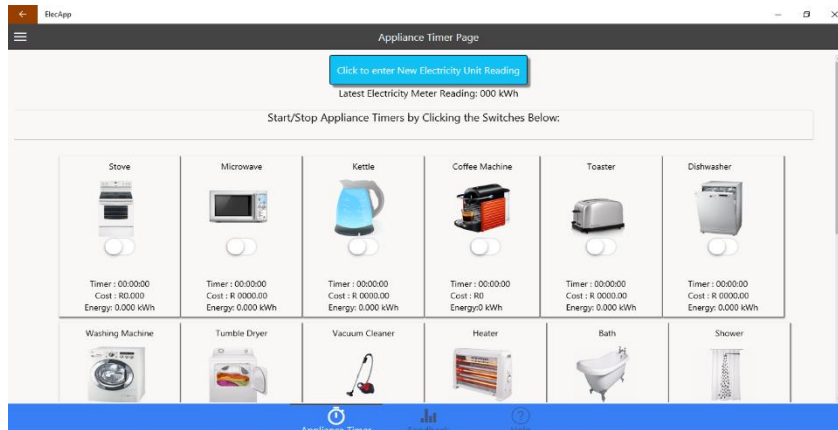 ElecApp
Appliance Timer Page
Click to enter New Electricity Unit Reading
Latest Electricity Meter Reading: 000 kWh
Start/Stop Appliance Timers by Clicking the Switches Below:
Stove Microwave Kettle Coffee Machine Toaster Dishwasher
Timer : 00:00:00 Timer : 00:00:00 Timer : 00:00:00 Timer : 00:00:00 Timer : 00:00:00 Timer : 00:00:00
Cost : R0.000 Cost : R 0000.00 Cost : R 0000.00 Cost : R0 Cost : R 0000.00 Cost : R 0000.00
Energy: 0.000 kWh Energy: 0.000 kWh Energy: 0.000 kWh Energy:0 kWh Energy: 0.000 kWh Energy: 0.000 kWh
Washing Machine Tumble Dryer Vacuum Cleaner Heater Bath Shower
Appliance Timer Feedback Help